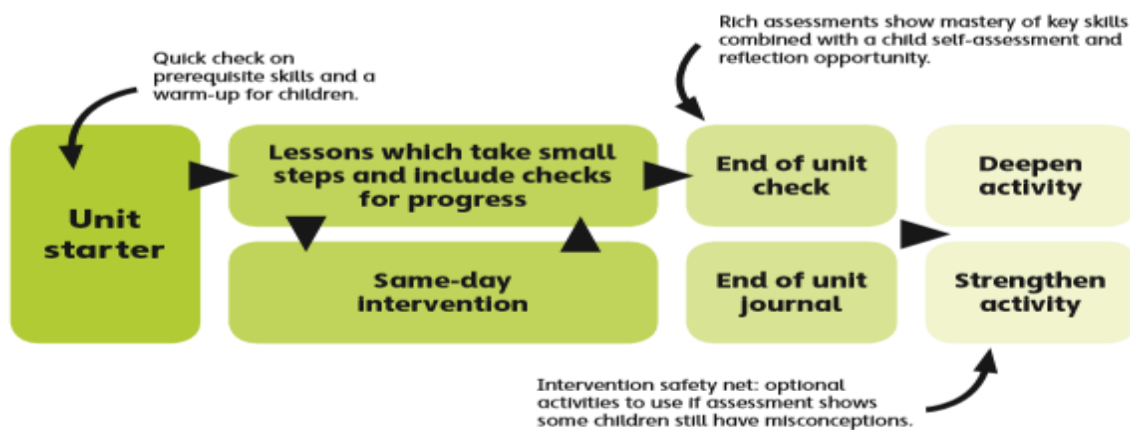 Rich assessments show mastery of key skills
combined with a child self-assessment and
reflection opportunity.
Quick check on
prerequisite skills and a
warm-up for children.
Unit
starter
Lessons which take small
steps and include checks
for progress
Same-day
intervention
End of unit
check
End of unit
journal
Deepen
activity
Strengthen
activity
Intervention safety net: optional
activities to use if assessment shows
some children still have misconceptions.